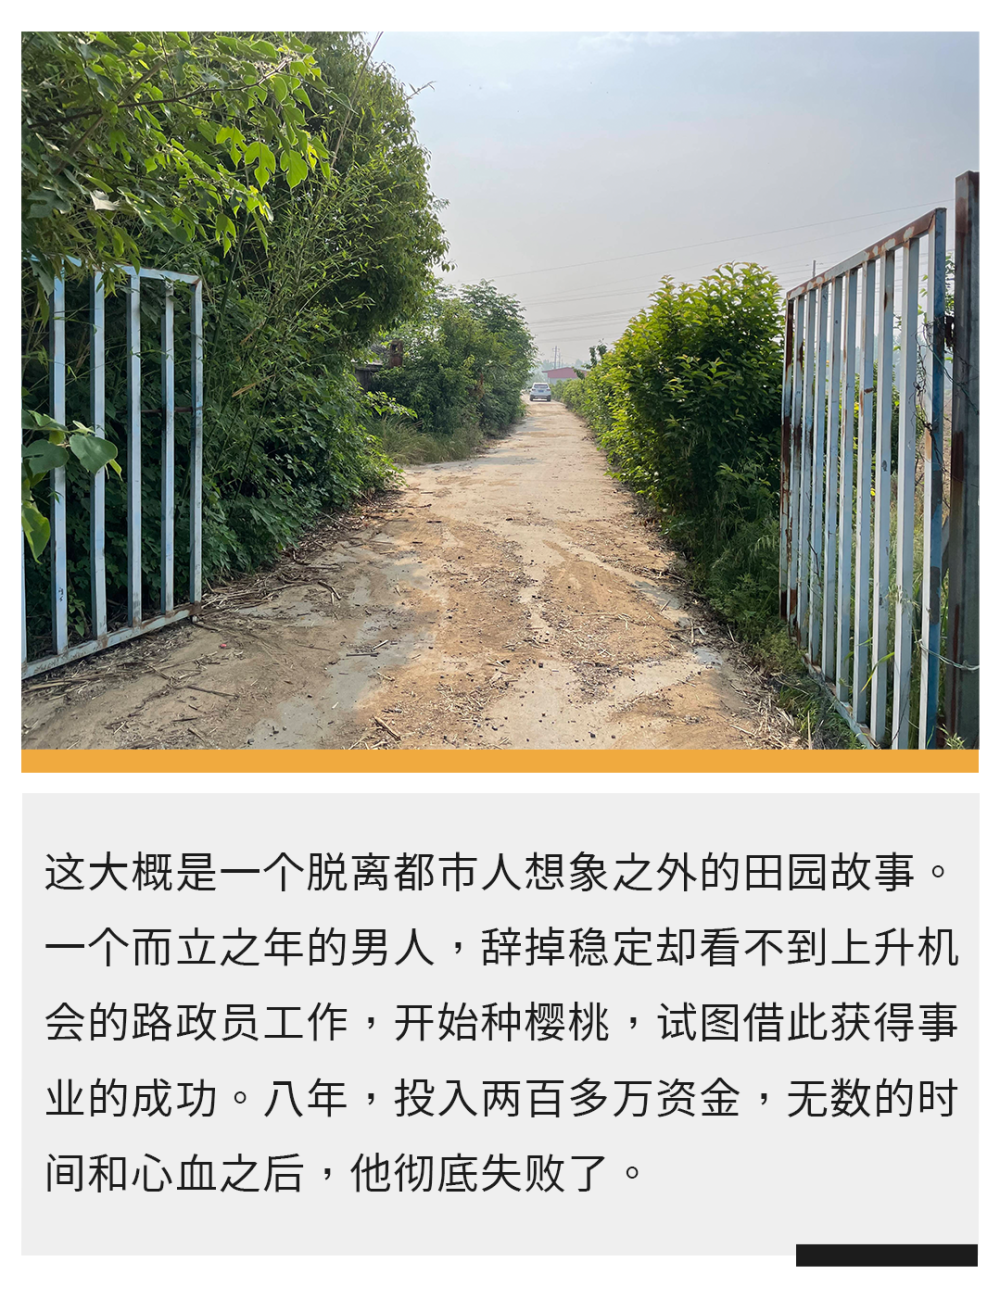 这大概是一个脱离都市人想象之外的田园故事。
一个而立之年的男人，辞掉稳定却看不到上升机
会的路政员工作，开始种樱桃，试图借此获得事
业的成功。八年，投入两百多万资金，无数的时
间和心血之后，他彻底失败了。